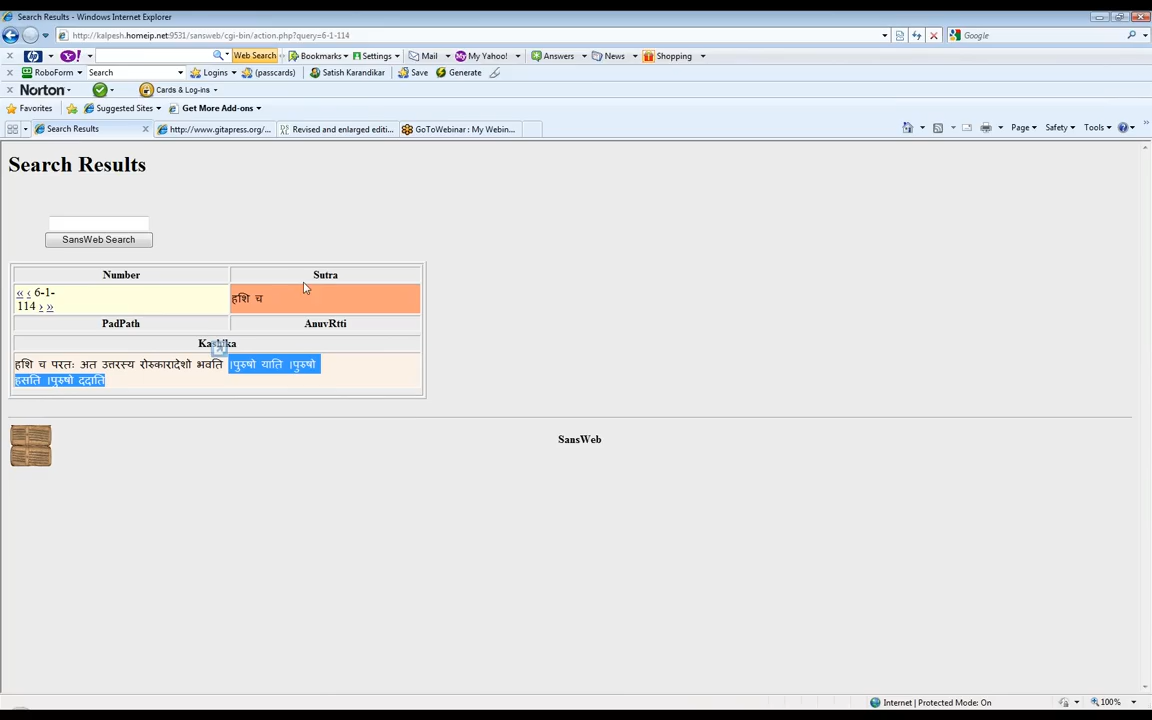 Search Results - Windows Internet Explorer
http://kalpesh.homeip.net:9531/sansweb/cgi-bin/action.php?query=6-1-114
Google
Web Search Bookmarks Settings Mail My Yahoo! Answers News Shopping
RoboForm Search Logins (passcards) Satish Karandikar Save Generate
Norton Cards & Log-ins
Favorites Suggested Sites Get More Add-ons
Search Results http://www.gitapress.org/... Revised and enlarged editi... GoToWebinar : My Webin... Page Safety Tools
Search Results
SansWeb Search
Number Sutra
« ‹ 6-1-
114 › » हशि च
PadPath AnuvRtti
Kashika
हशि च परतः अत उत्तरस्य रोरुकारादेशो भवति ।पुरुषो याति ।पुरुषो
हसति ।पुरुषो ददाति
SansWeb
Internet | Protected Mode: On 100%